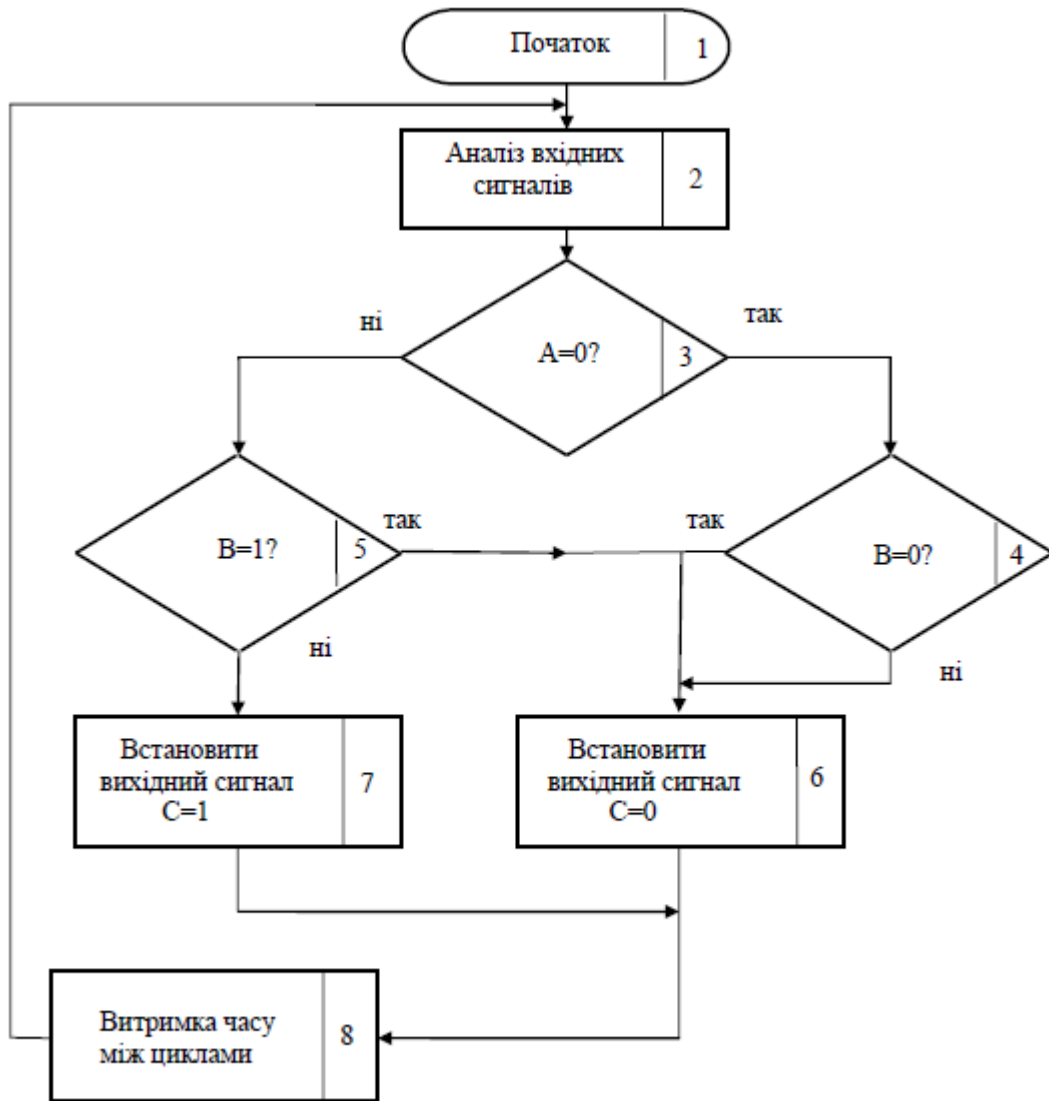 Початок
1
Аналіз вхідних
сигналів
2
ні
так
А=0?
3
В=1?
5
так
так
В=0?
4
ні
ні
Встановити
вихідний сигнал
С=1
7
Встановити
вихідний сигнал
С=0
6
Витримка часу
між циклами
8